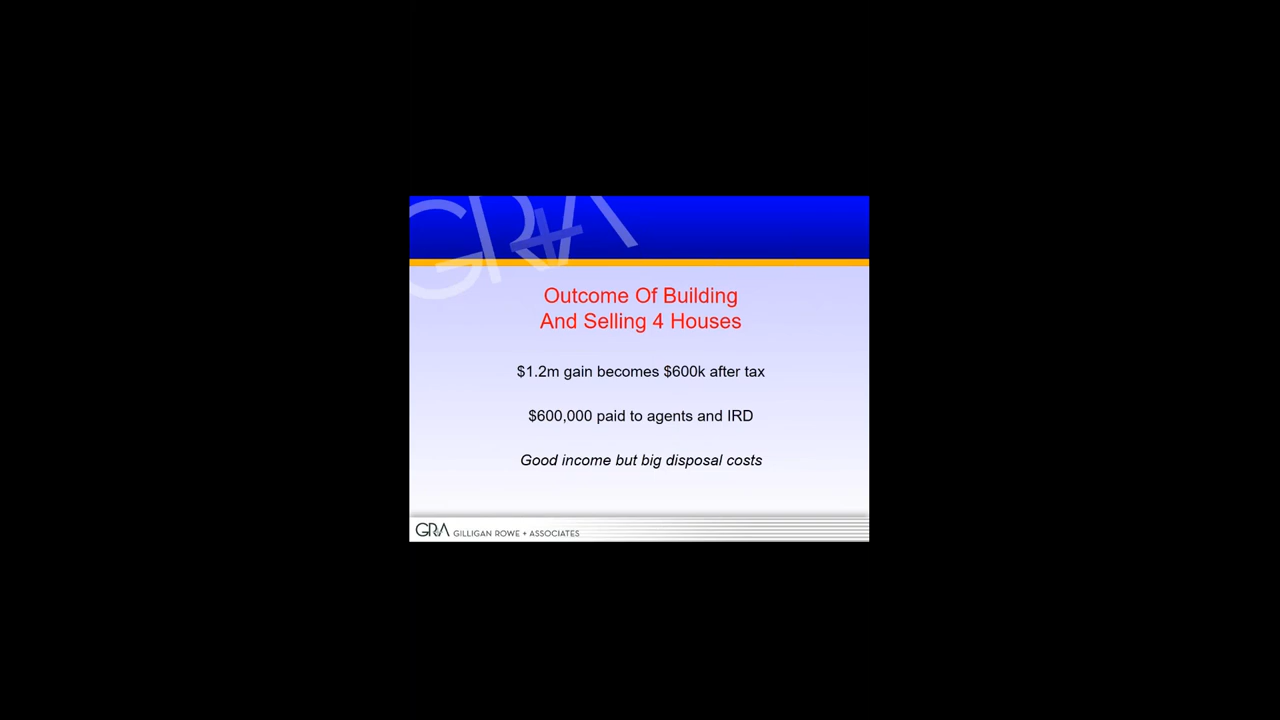 GRA
Outcome Of Building
And Selling 4 Houses
$1.2m gain becomes $600k after tax
$600,000 paid to agents and IRD
Good income but big disposal costs
GRA GILLIGAN ROWE + ASSOCIATES